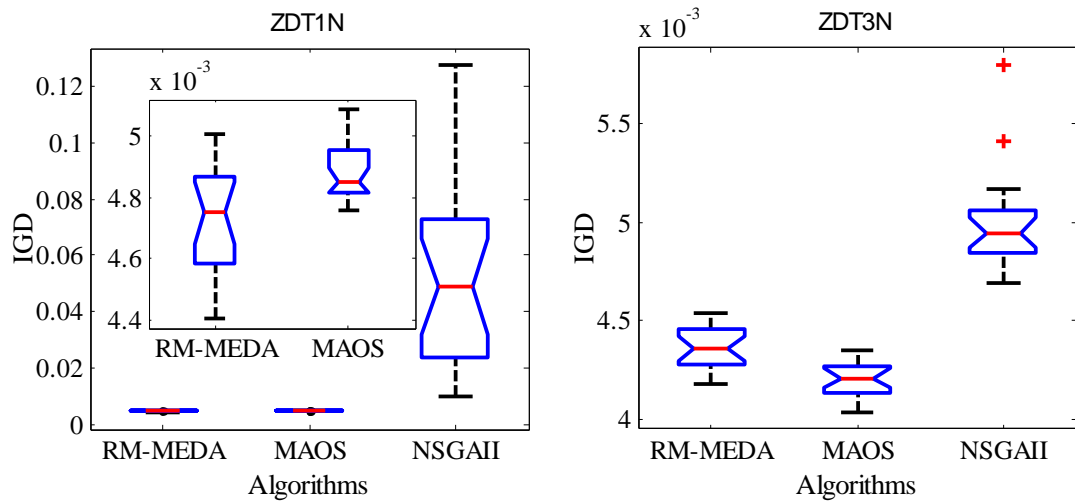 ZDT1N
IGD
0.12
0.1
0.08
0.06
0.04
0.02
0
x 10^-3
5
4.8
4.6
4.4
RM-MEDA MAOS
RM-MEDA MAOS NSGAII
Algorithms
ZDT3N
x 10^-3
IGD
5.5
5
4.5
4
RM-MEDA MAOS NSGAII
Algorithms